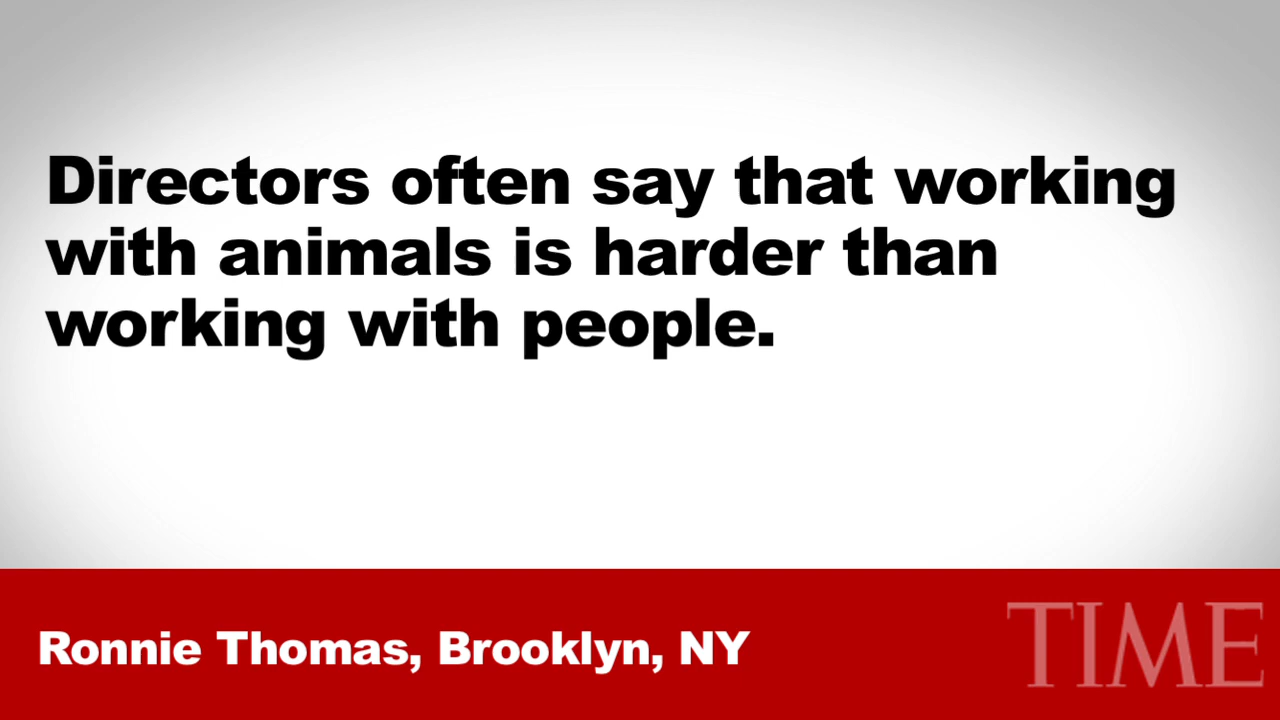 Directors often say that working
with animals is harder than
working with people.
Ronnie Thomas, Brooklyn, NY
TIME